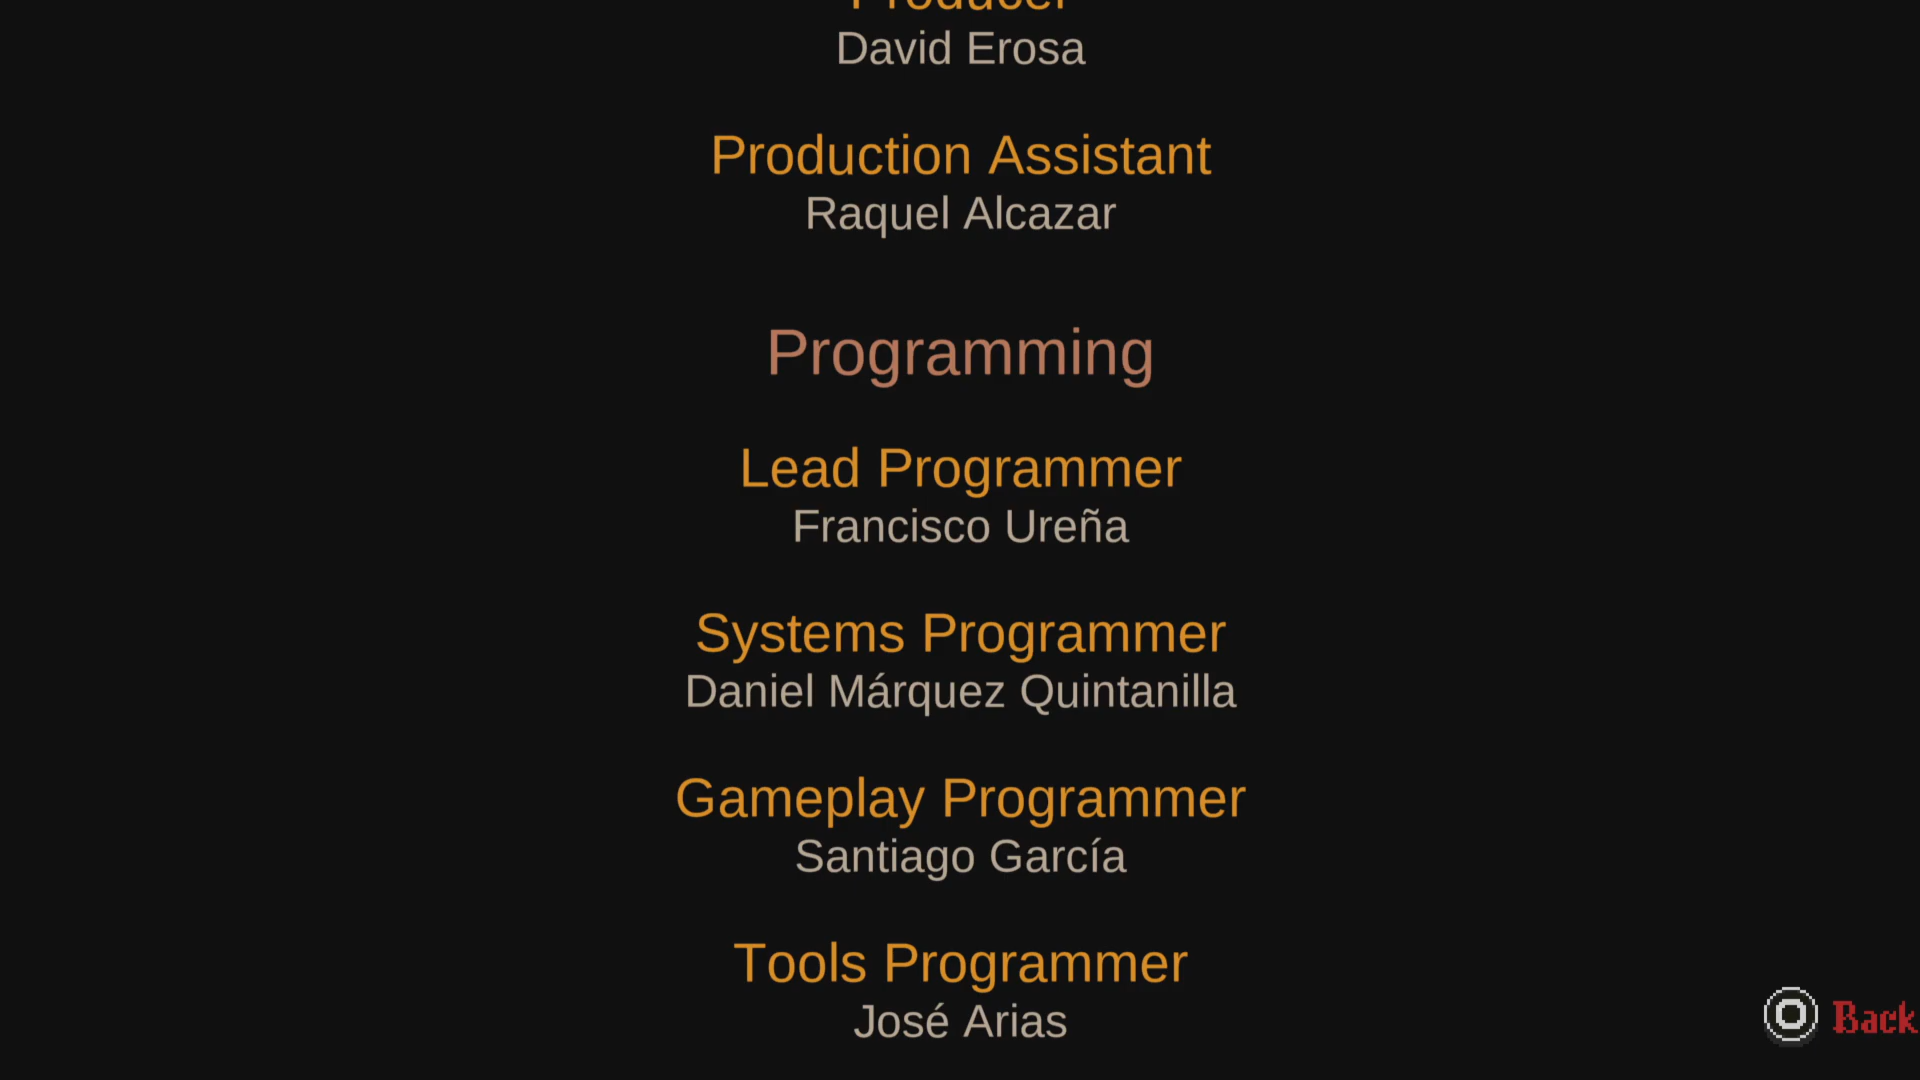 Producer
David Erosa
Production Assistant
Raquel Alcazar
Programming
Lead Programmer
Francisco Ureña
Systems Programmer
Daniel Márquez Quintanilla
Gameplay Programmer
Santiago García
Tools Programmer
José Arias
Back